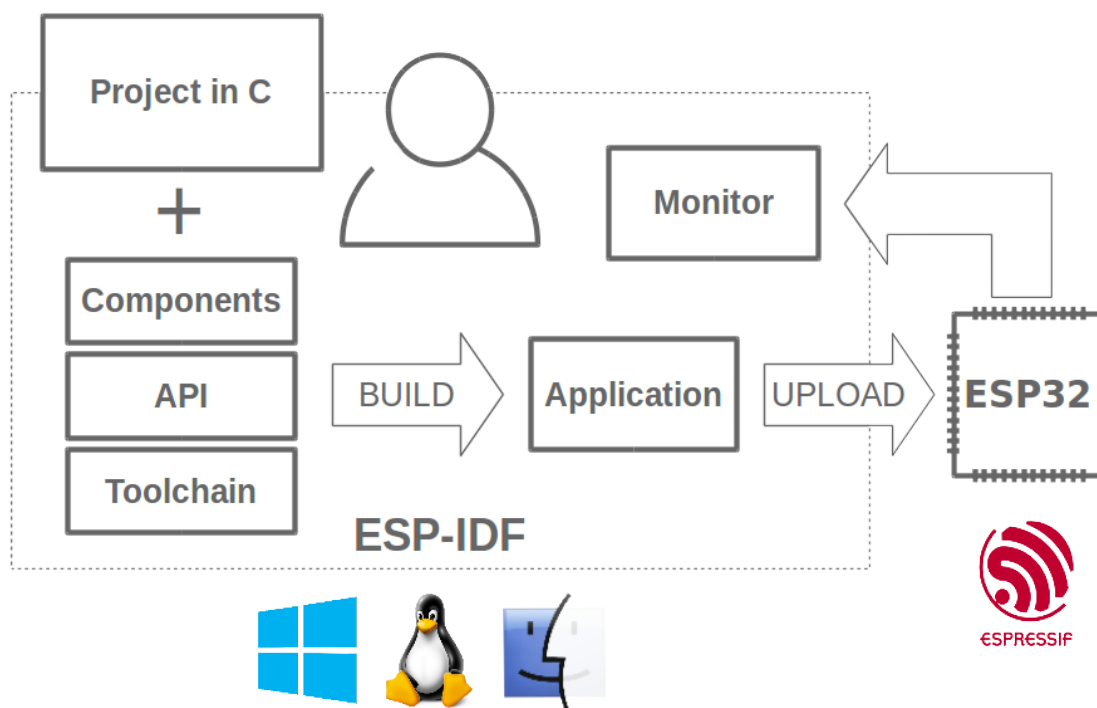 Project in C
+
Monitor
Components
API
BUILD
Application
UPLOAD
ESP32
Toolchain
ESP-IDF
ESPRESSIF